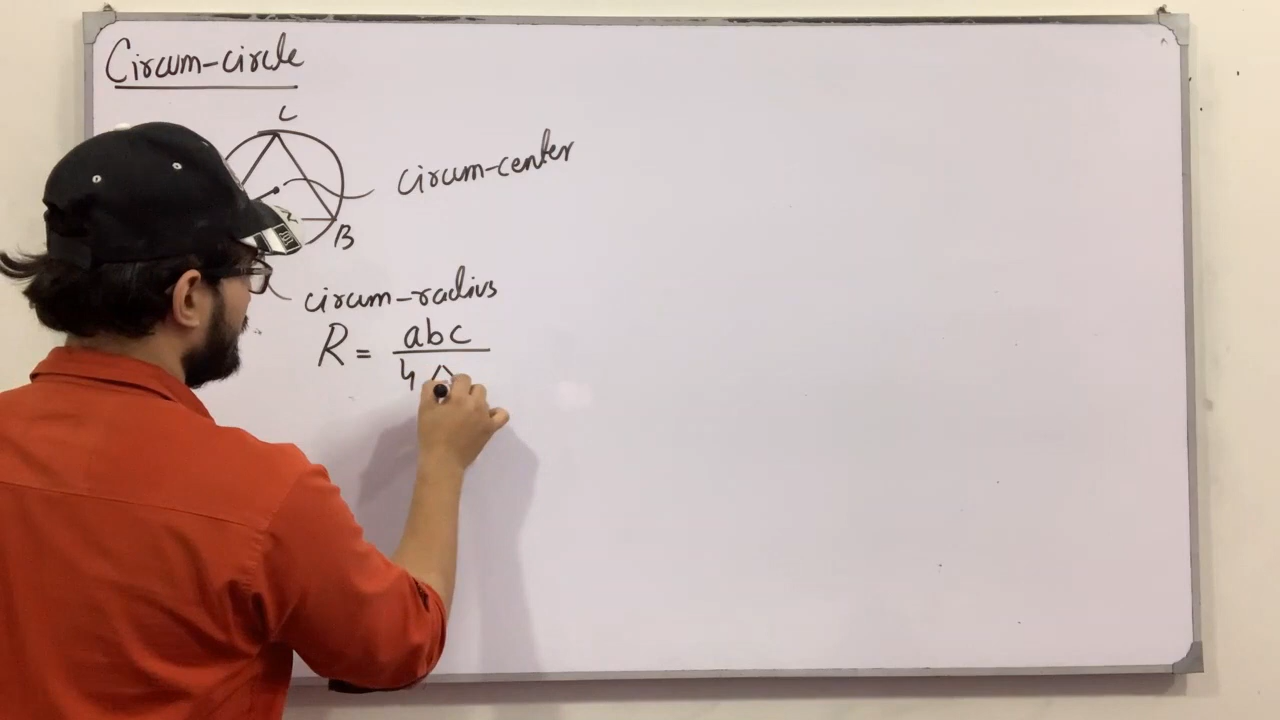 Circum-circle
C
circum-center
B
circum-radius
R = abc
4 △